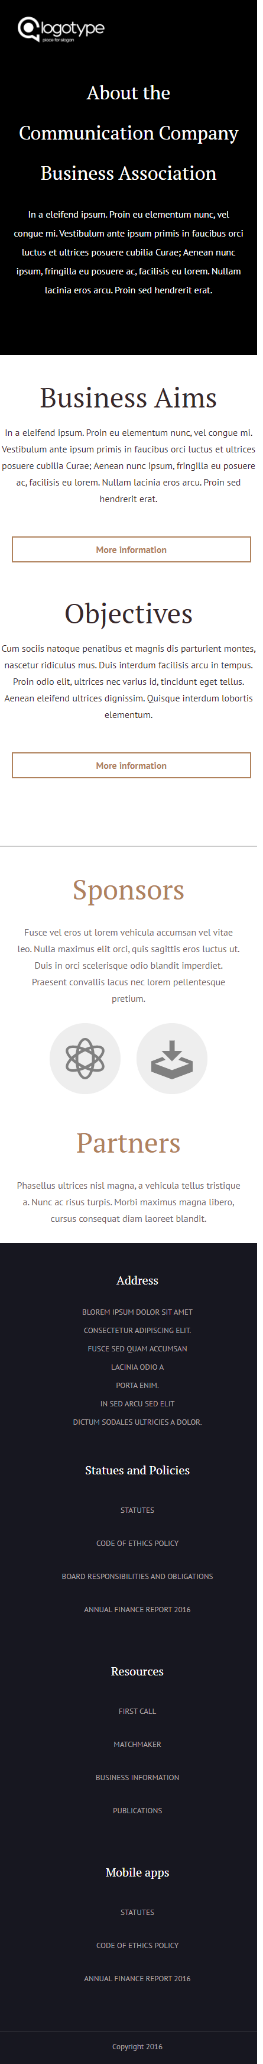 logotype
place for slogan
About the
Communication Company
Business Association
In a eleifend ipsum. Proin eu elementum nunc, vel
congue mi. Vestibulum ante ipsum primis in faucibus orci
luctus et ultrices posuere cubilia Curae; Aenean nunc
ipsum, fringilla eu posuere ac, facilisis eu lorem. Nullam
lacinia eros arcu. Proin sed hendrerit erat.
Business Aims
In a eleifend ipsum. Proin eu elementum nunc, vel congue mi.
Vestibulum ante ipsum primis in faucibus orci luctus et ultrices
posuere cubilia Curae; Aenean nunc ipsum, fringilla eu posuere
ac, facilisis eu lorem. Nullam lacinia eros arcu. Proin sed
hendrerit erat.
More information
Objectives
Cum sociis natoque penatibus et magnis dis parturient montes,
nascetur ridiculus mus. Duis interdum facilisis arcu in tempus.
Proin odio elit, ultrices nec varius id, tincidunt eget tellus.
Aenean eleifend ultrices dignissim. Quisque interdum lobortis
elementum.
More information
Sponsors
Fusce vel eros ut lorem vehicula accumsan vel vitae
leo. Nulla maximus elit orci, quis sagittis eros luctus ut.
Duis in orci scelerisque odio blandit imperdiet.
Praesent convallis lacus nec lorem pellentesque
pretium.
Partners
Phasellus ultrices nisl magna, a vehicula tellus tristique
a. Nunc ac risus turpis. Morbi maximus magna libero,
cursus consequat diam laoreet blandit.
Address
BLOREM IPSUM DOLOR SIT AMET
CONSECTETUR ADIPISCING ELIT.
FUSCE SED QUAM ACCUMSAN
LACINIA ODIO A
PORTA ENIM.
IN SED ARCU SED ELIT
DICTUM SODALES ULTRICIES A DOLOR.
Statues and Policies
STATUTES
CODE OF ETHICS POLICY
BOARD RESPONSIBILITIES AND OBLIGATIONS
ANNUAL FINANCE REPORT 2016
Resources
FIRST CALL
MATCHMAKER
BUSINESS INFORMATION
PUBLICATIONS
Mobile apps
STATUTES
CODE OF ETHICS POLICY
ANNUAL FINANCE REPORT 2016
Copyright 2016